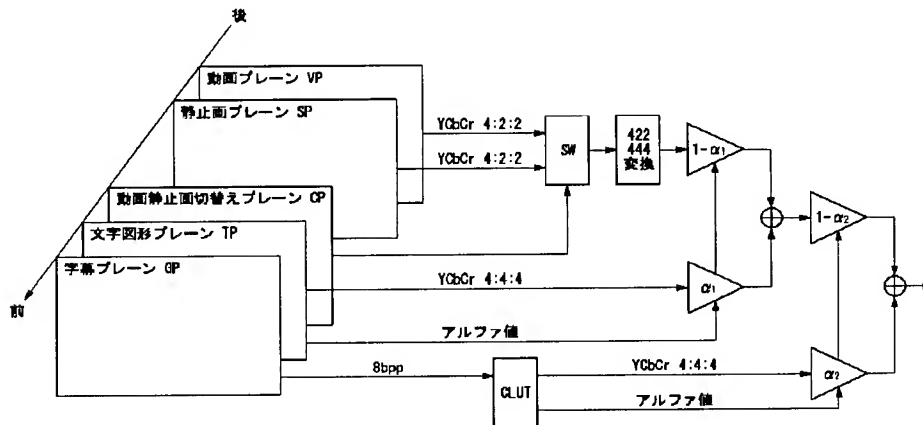 後
動画プレーン VP
静止画プレーン SP
動画静止画切替えプレーン CP
文字図形プレーン TP
字幕プレーン GP
前
YCbCr 4:2:2
YCbCr 4:2:2
SW
422
444
変換
1-α₁
1-α₂
YCbCr 4:4:4
α₁
アルファ値
8bpp
CLUT
YCbCr 4:4:4
アルファ値
α₂